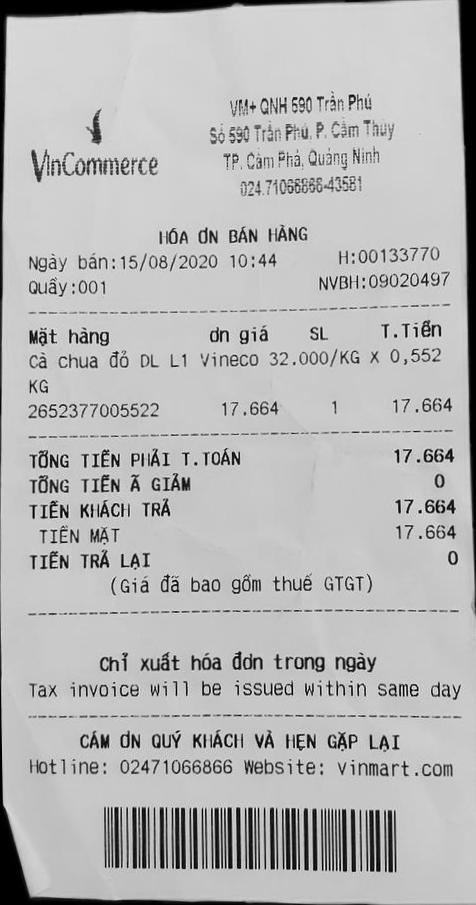 VinCommerce
VM+ QNH 590 Trần Phú
Số 590 Trần Phú, P. Cẩm Thủy
TP. Cẩm Phả, Quảng Ninh
024.71066866-43581
HÓA ƠN BÁN HÀNG
Ngày bán:15/08/2020 10:44 H:00133770
Quầy:001 NVBH:09020497
Mặt hàng ơn giá SL T.Tiền
Cà chua đỏ DL L1 Vineco 32.000/KG X 0,552
KG
2652377005522 17.664 1 17.664
TỔNG TIỀN PHẢI T.TOÁN 17.664
TỔNG TIỀN Ã GIẢM 0
TIỀN KHÁCH TRẢ 17.664
TIỀN MẶT 17.664
TIỀN TRẢ LẠI 0
(Giá đã bao gồm thuế GTGT)
Chỉ xuất hóa đơn trong ngày
Tax invoice will be issued within same day
CẢM ƠN QUÝ KHÁCH VÀ HẸN GẶP LẠI
Hotline: 02471066866 Website: vinmart.com